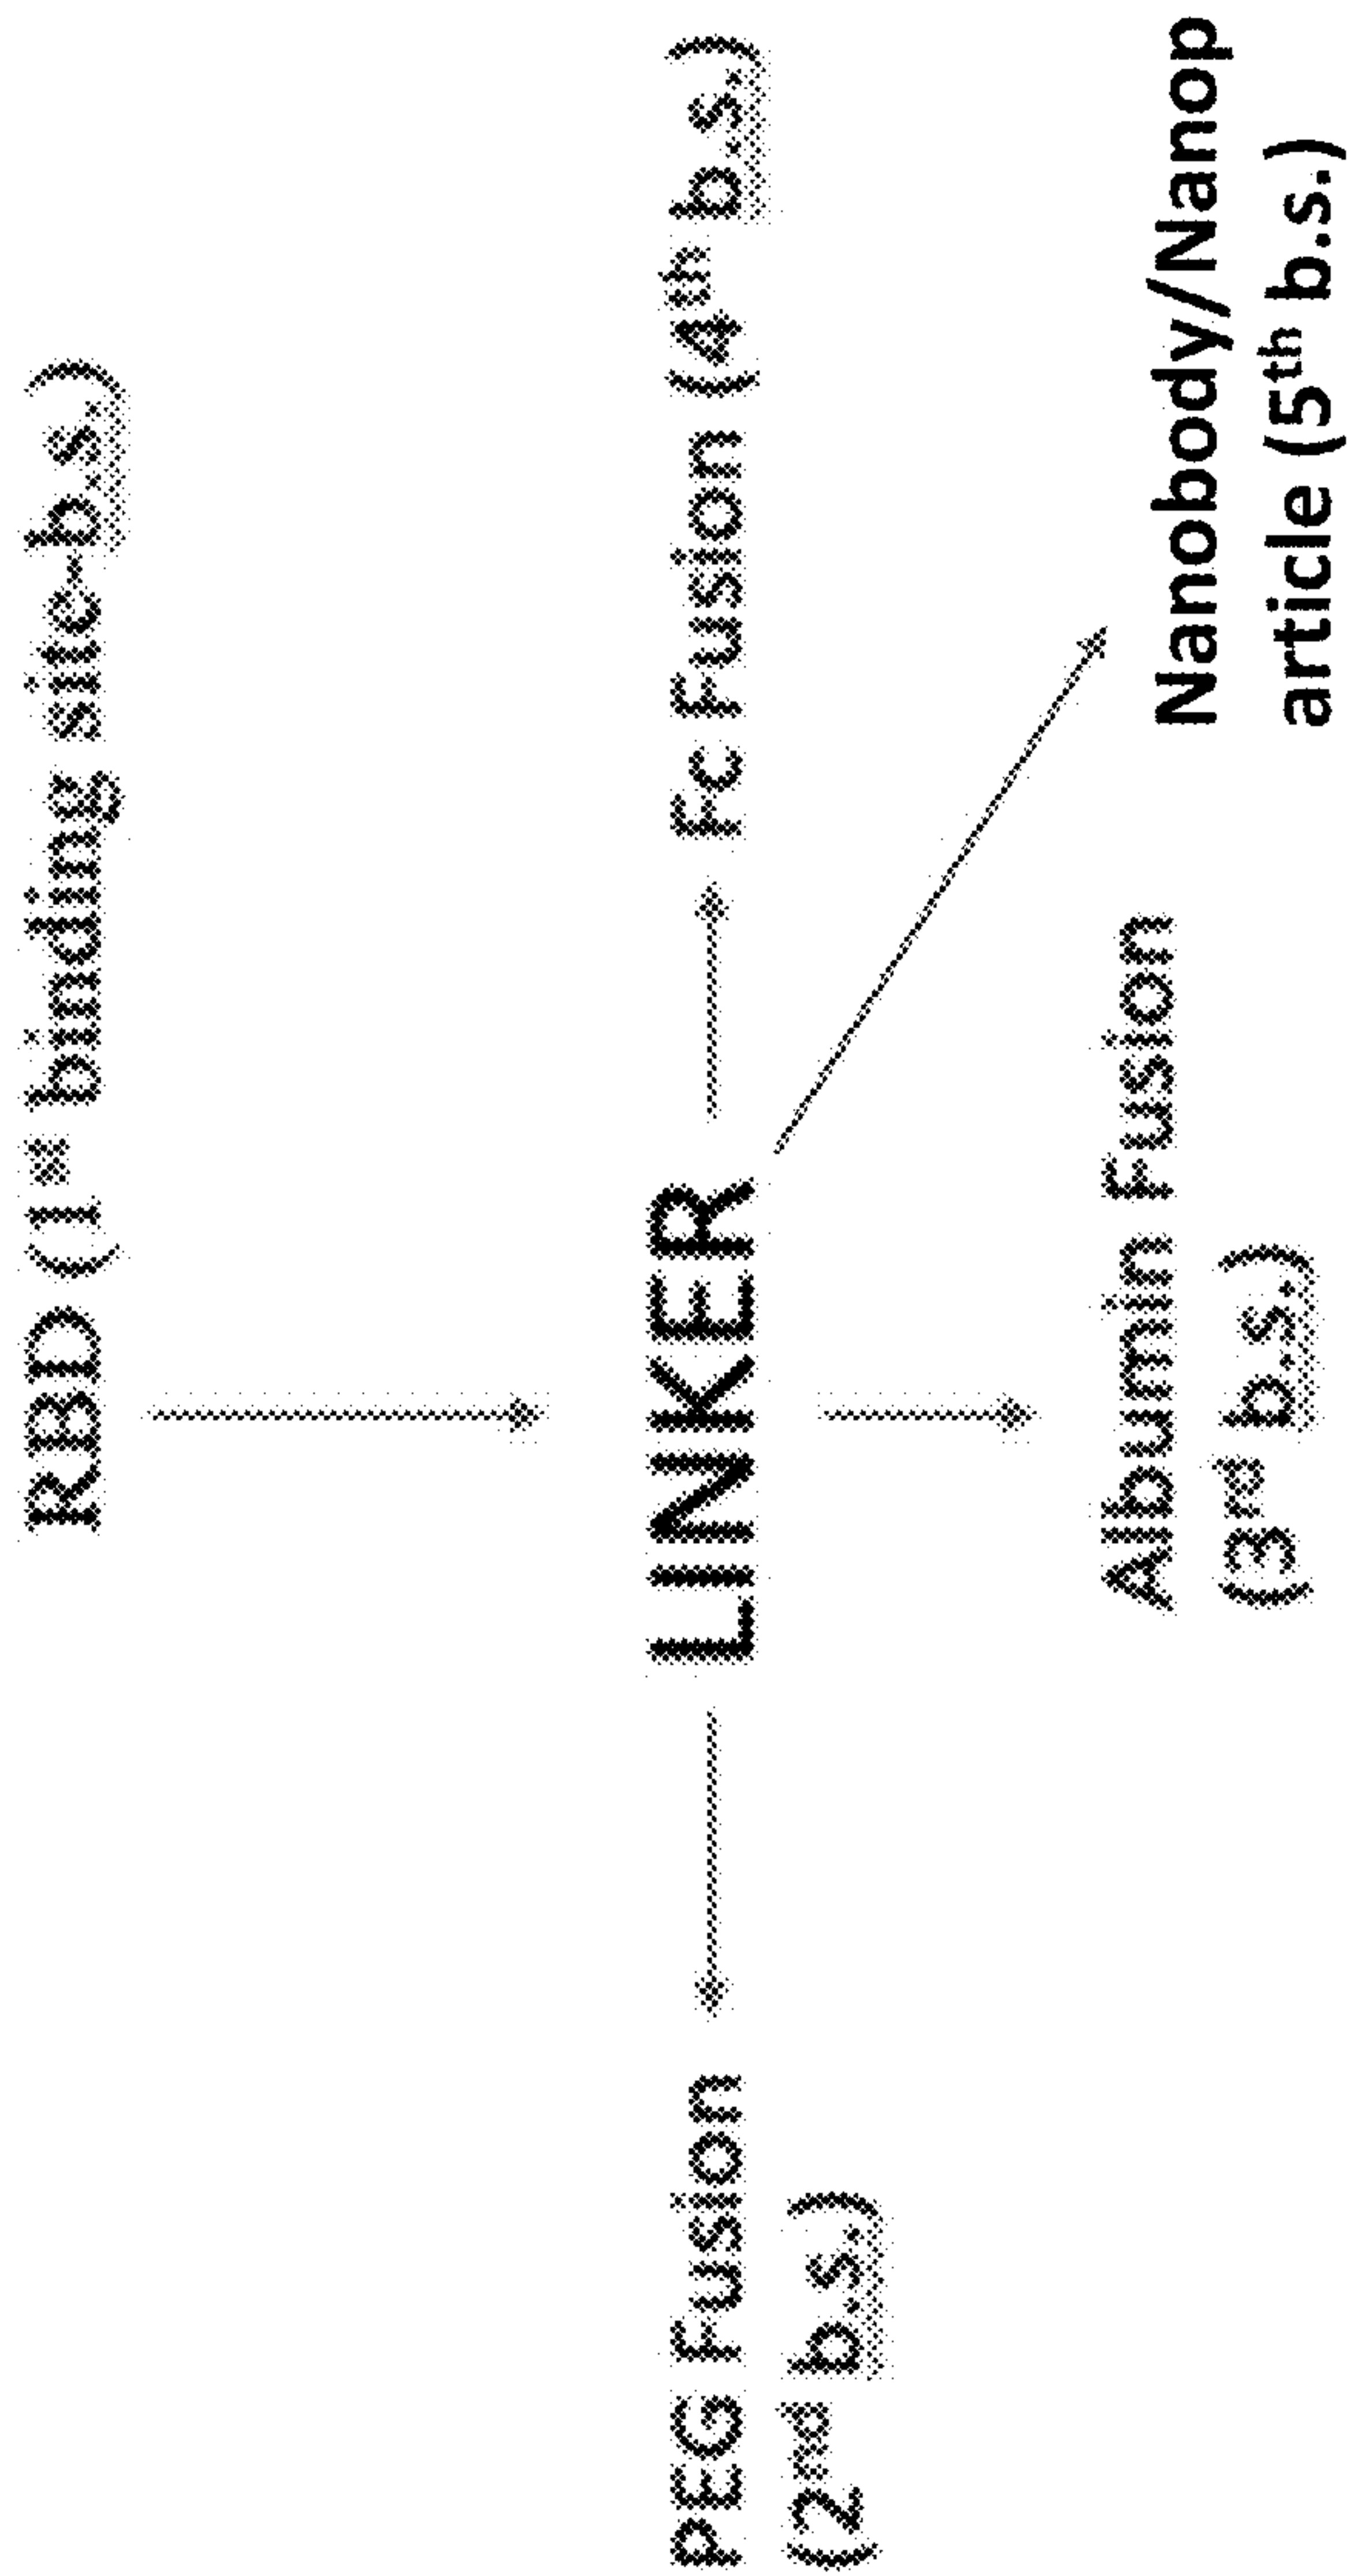 RBD (1st binding site-b.s.)
LINKER
PEG Fusion
(2nd b.s.)
Fc Fusion (4th b.s.)
Albumin Fusion
(3rd b.s.)
Nanobody/Nanop
article (5th b.s.)